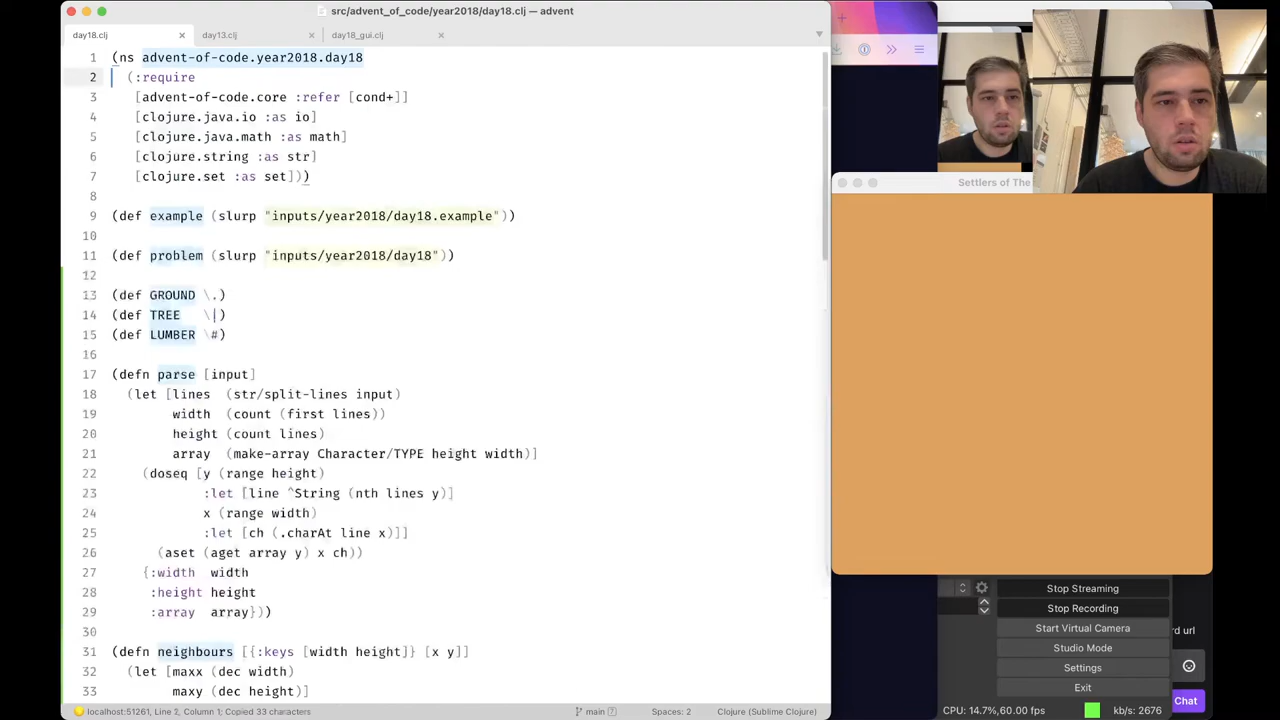 src/advent_of_code/year2018/day18.clj — advent
day18.clj × day13.clj × day18_gui.clj ×
1 (ns advent-of-code.year2018.day18
2 (:require
3 [advent-of-code.core :refer [cond+]]
4 [clojure.java.io :as io]
5 [clojure.java.math :as math]
6 [clojure.string :as str]
7 [clojure.set :as set]))
8
9 (def example (slurp "inputs/year2018/day18.example"))
10
11 (def problem (slurp "inputs/year2018/day18"))
12
13 (def GROUND \.)
14 (def TREE \|)
15 (def LUMBER \#)
16
17 (defn parse [input]
18 (let [lines (str/split-lines input)
19 width (count (first lines))
20 height (count lines)
21 array (make-array Character/TYPE height width)]
22 (doseq [y (range height)
23 :let [line ^String (nth lines y)]
24 x (range width)
25 :let [ch (.charAt line x)]]
26 (aset (aget array y) x ch))
27 {:width width
28 :height height
29 :array array}))
30
31 (defn neighbours [{:keys [width height]} [x y]]
32 (let [maxx (dec width)
33 maxy (dec height)]
localhost:51261, Line 2, Column 1; Copied 33 characters
main ?
Spaces: 2
Clojure (Sublime Clojure)
Settlers of The
Stop Streaming
Stop Recording
Start Virtual Camera
Studio Mode
Settings
Exit
rd url
Chat
CPU: 14.7%,60.00 fps
kb/s: 2676